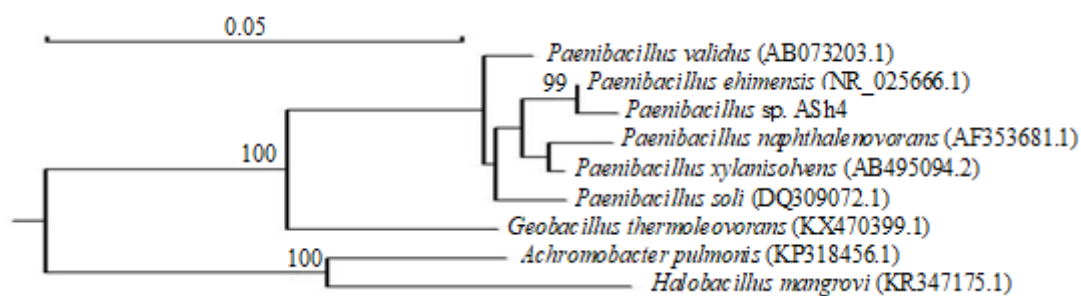 0.05
Paenibacillus validus (AB073203.1)
99 Paenibacillus ehimensis (NR_025666.1)
Paenibacillus sp. ASh4
Paenibacillus naphthalenovorans (AF353681.1)
100
Paenibacillus xylanisolvens (AB495094.2)
Paenibacillus soli (DQ309072.1)
Geobacillus thermoleovorans (KX470399.1)
100 Achromobacter pulmonis (KP318456.1)
Halobacillus mangrovi (KR347175.1)